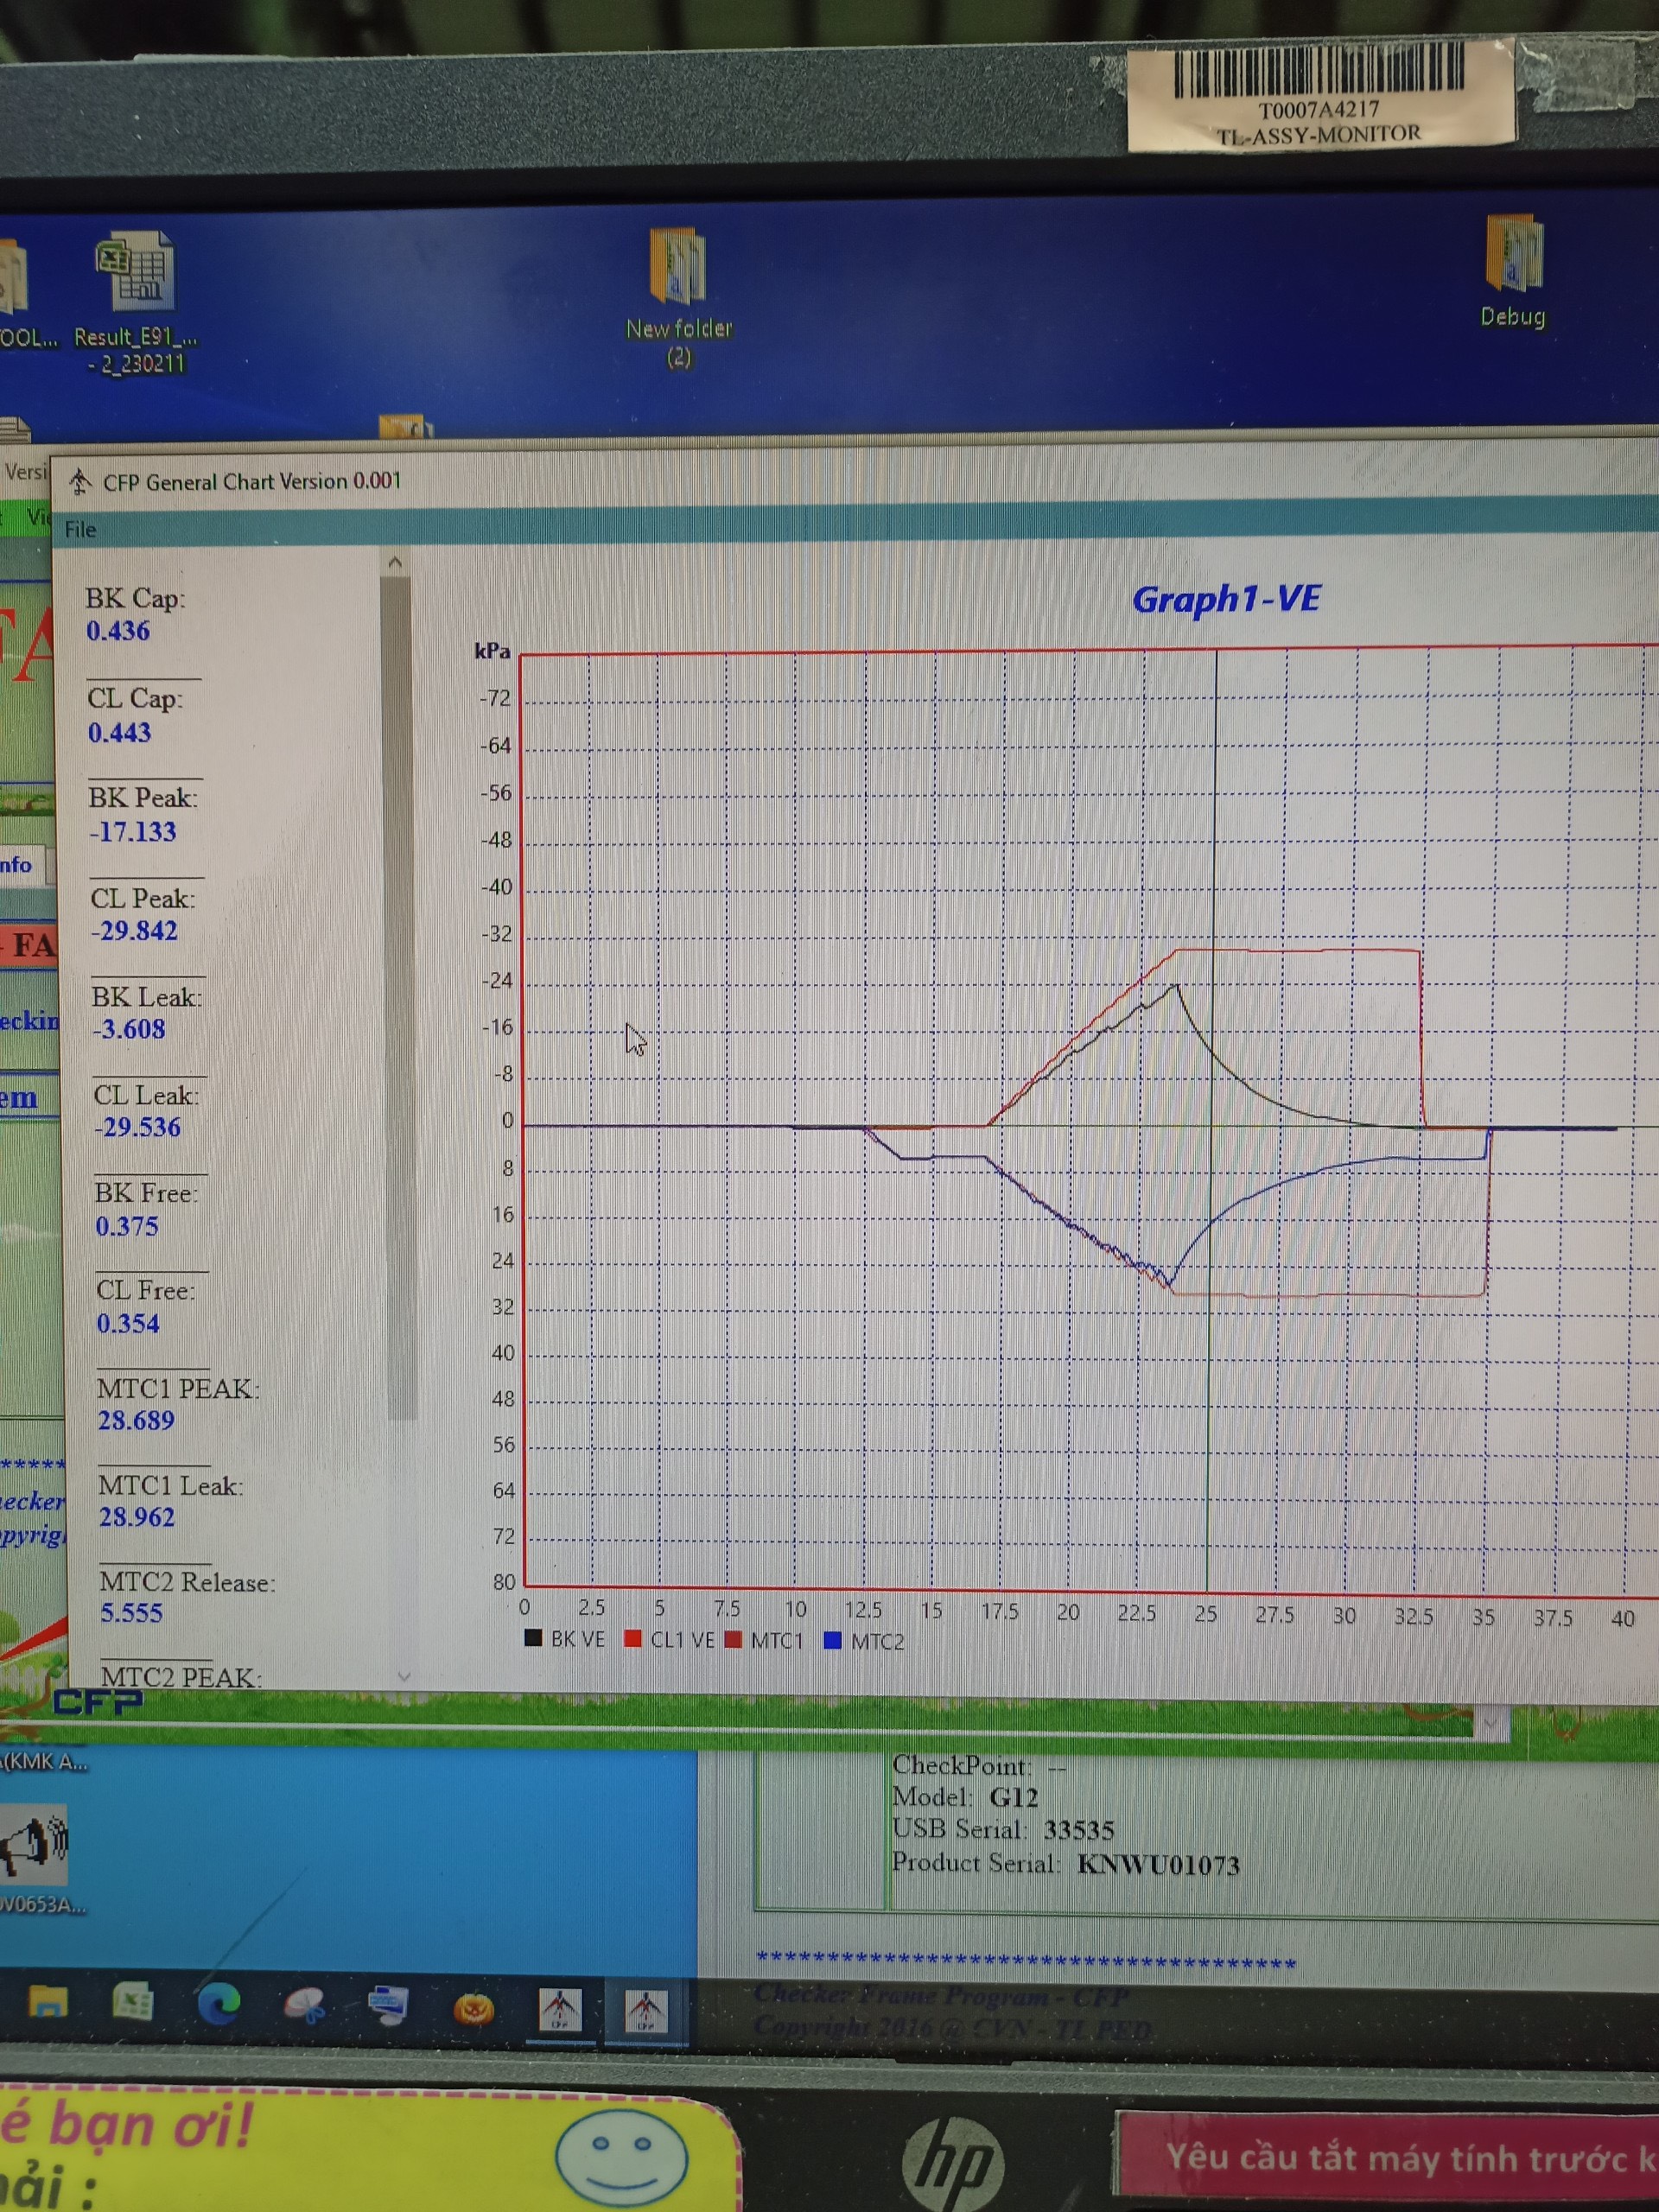 T0007A4217
TL-ASSY-MONITOR
OOL...
Result_E91_...
- 2_230211
New folder
(2)
Debug
Versi
CFP General Chart Version 0.001
File
BK Cap:
0.436
CL Cap:
0.443
BK Peak:
-17.133
CL Peak:
-29.842
BK Leak:
-3.608
CL Leak:
-29.536
BK Free:
0.375
CL Free:
0.354
MTC1 PEAK:
28.689
MTC1 Leak:
28.962
MTC2 Release:
5.555
MTC2 PEAK:
Graph1-VE
kPa
-72
-64
-56
-48
-40
-32
-24
-16
-8
0
8
16
24
32
40
48
56
64
72
80
0 2.5 5 7.5 10 12.5 15 17.5 20 22.5 25 27.5 30 32.5 35 37.5 40
BK VE CL1 VE MTC1 MTC2
FA
nfo
- FA
eckin
em
*****
ecker
pyrig
CFP
(KMK A...
V0653A...
CheckPoint: --
Model: G12
USB Serial: 33535
Product Serial: KNWU01073
***************************************
Checker Frame Program - CFP
Copyright 2016 @ CVN - TL PED
é bạn ơi!
ải :
hp
Yêu cầu tắt máy tính trước k